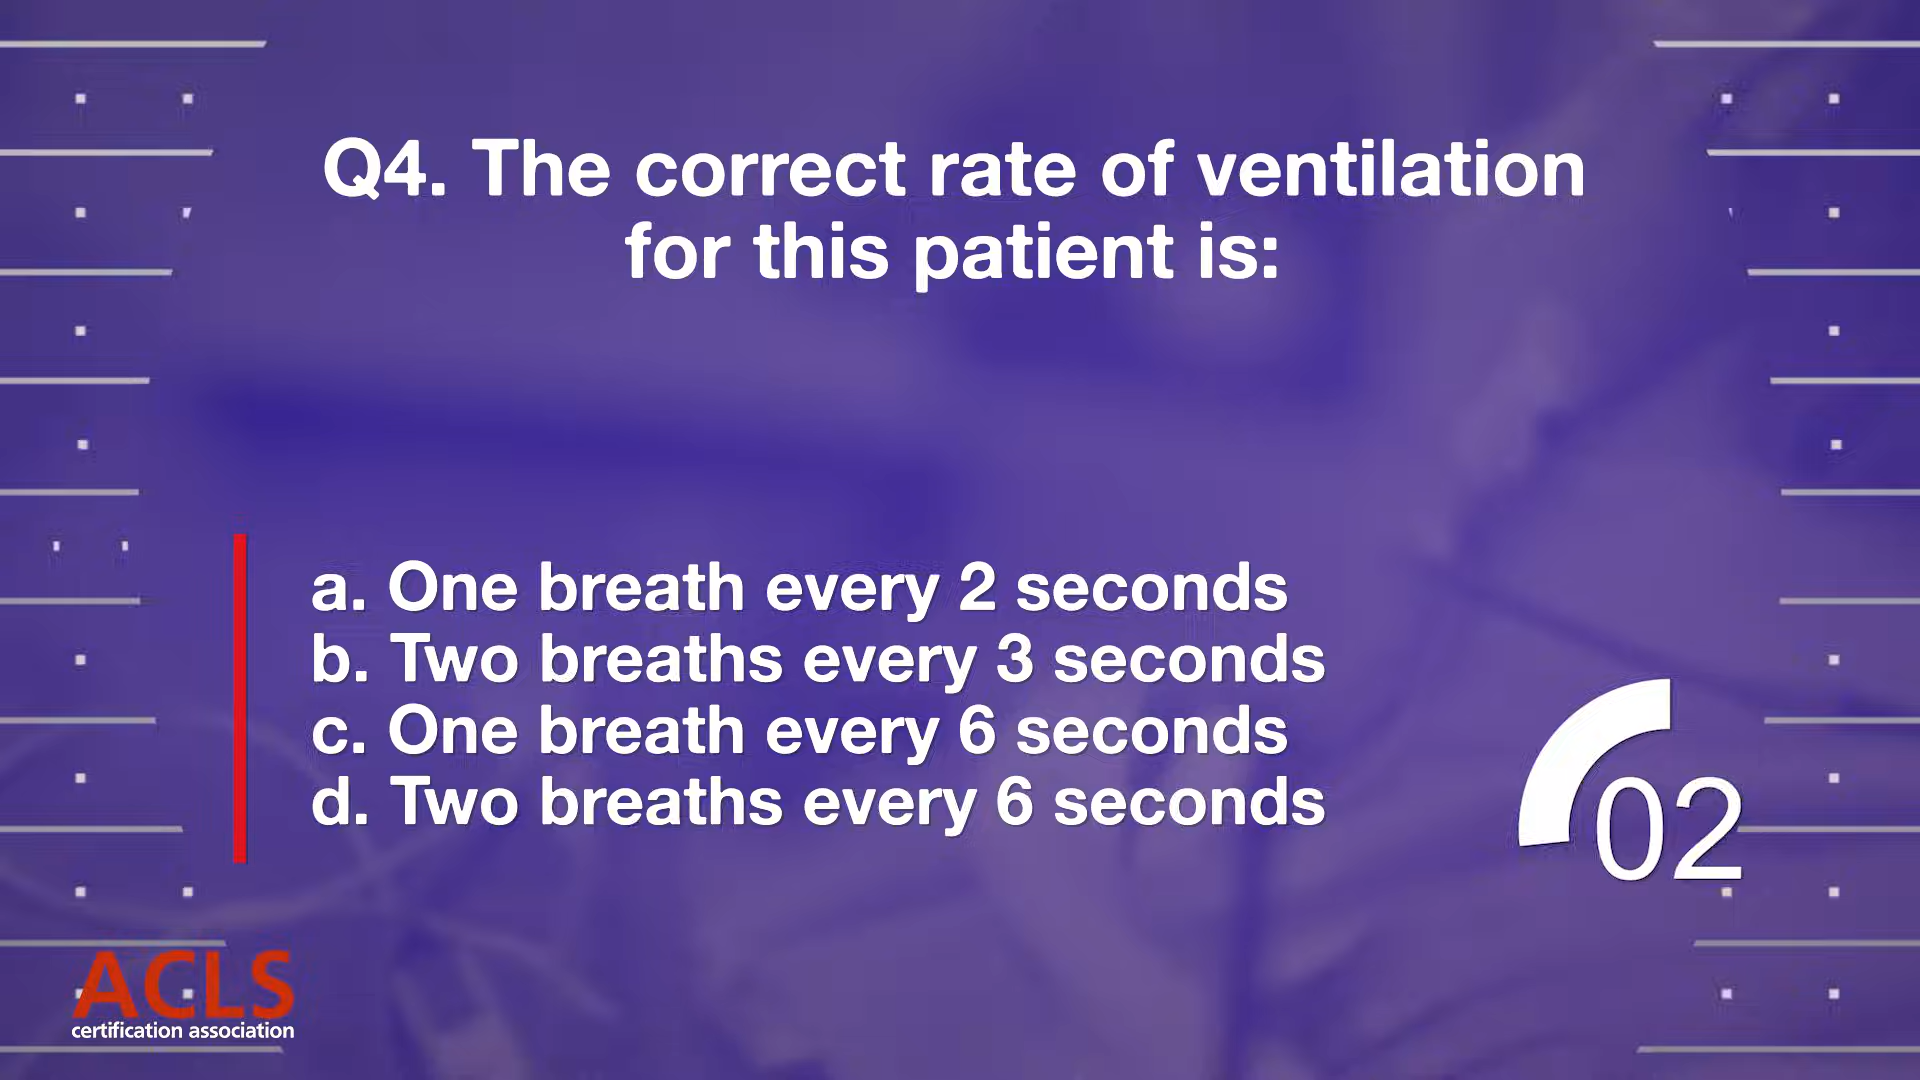 Q4. The correct rate of ventilation
for this patient is:
a. One breath every 2 seconds
b. Two breaths every 3 seconds
c. One breath every 6 seconds
d. Two breaths every 6 seconds
02
ACLS
certification association